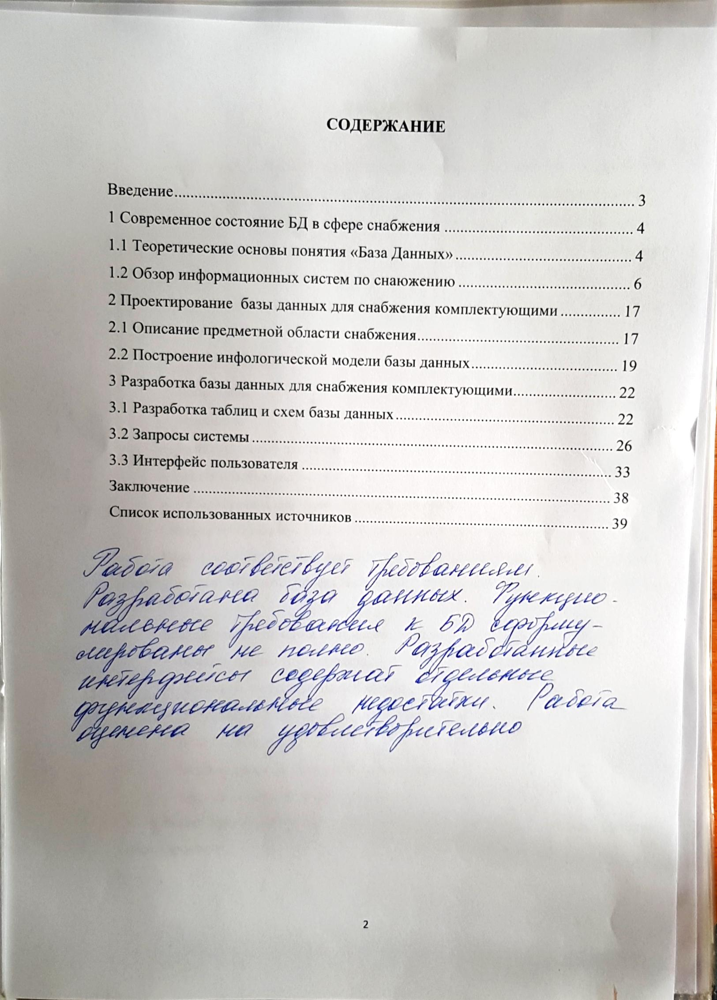 СОДЕРЖАНИЕ
Введение 3
1 Современное состояние БД в сфере снабжения 4
1.1 Теоретические основы понятия «База Данных» 4
1.2 Обзор информационных систем по снаюжению 6
2 Проектирование базы данных для снабжения комплектующими 17
2.1 Описание предметной области снабжения 17
2.2 Построение инфологической модели базы данных 19
3 Разработка базы данных для снабжения комплектующими 22
3.1 Разработка таблиц и схем базы данных 22
3.2 Запросы системы 26
3.3 Интерфейс пользователя 33
Заключение 38
Список использованных источников 39
Работа соответствует требованиям.
Разработана база данных. Функцио-
нальные требования к БД сформу-
лированы не полно. Разработанные
интерфейсы содержат отдельные
функциональные недостатки. Работа
оценена на удовлетворительно
2